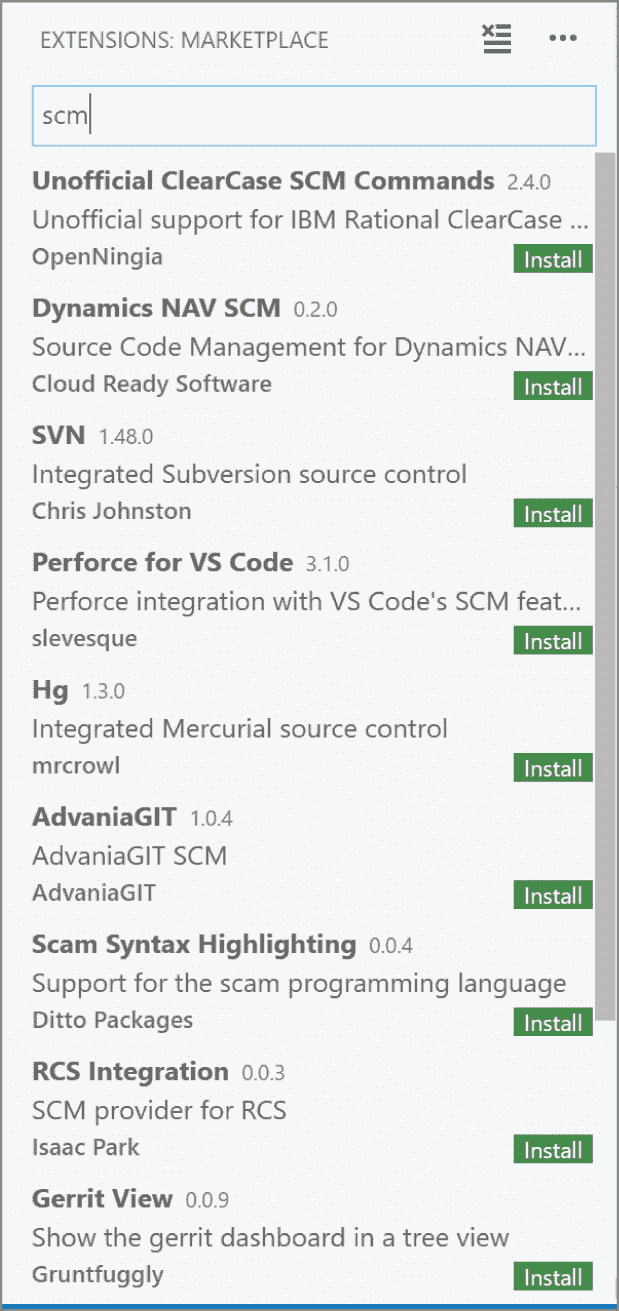 EXTENSIONS: MARKETPLACE
scm
Unofficial ClearCase SCM Commands 2.4.0
Unofficial support for IBM Rational ClearCase ...
OpenNingia Install
Dynamics NAV SCM 0.2.0
Source Code Management for Dynamics NAV...
Cloud Ready Software Install
SVN 1.48.0
Integrated Subversion source control
Chris Johnston Install
Perforce for VS Code 3.1.0
Perforce integration with VS Code's SCM feat...
slevesque Install
Hg 1.3.0
Integrated Mercurial source control
mrcrowl Install
AdvaniaGIT 1.0.4
AdvaniaGIT SCM
AdvaniaGIT Install
Scam Syntax Highlighting 0.0.4
Support for the scam programming language
Ditto Packages Install
RCS Integration 0.0.3
SCM provider for RCS
Isaac Park Install
Gerrit View 0.0.9
Show the gerrit dashboard in a tree view
Gruntfuggly Install